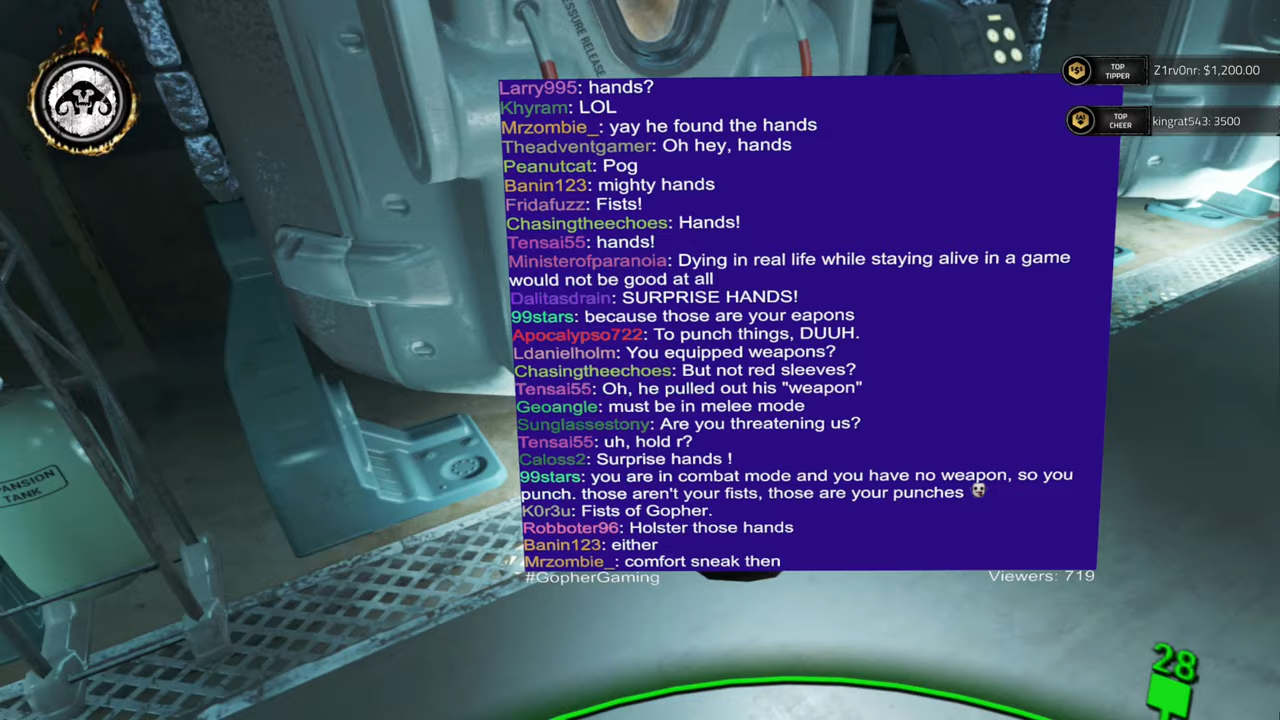 PRESSURE RELEASE
TOP TIPPER
Z1rv0nr: $1,200.00
TOP CHEER
kingrat543: 3500
Larry995: hands?
Khyram: LOL
Mrzombie_: yay he found the hands
Theadventgamer: Oh hey, hands
Peanutcat: Pog
Banin123: mighty hands
Fridafuzz: Fists!
Chasingtheechoes: Hands!
Tensai55: hands!
Ministerofparanoia: Dying in real life while staying alive in a game
would not be good at all
Dalitasdrain: SURPRISE HANDS!
99stars: because those are your eapons
Apocalypso722: To punch things, DUUH.
Ldanielholm: You equipped weapons?
Chasingtheechoes: But not red sleeves?
Tensai55: Oh, he pulled out his "weapon"
Geoangle: must be in melee mode
Sunglassestony: Are you threatening us?
Tensai55: uh, hold r?
Caloss2: Surprise hands !
99stars: you are in combat mode and you have no weapon, so you
punch. those aren't your fists, those are your punches
K0r3u: Fists of Gopher.
Robboter96: Holster those hands
Banin123: either
Mrzombie_: comfort sneak then
#GopherGaming
Viewers: 719
PANSION
TANK
28